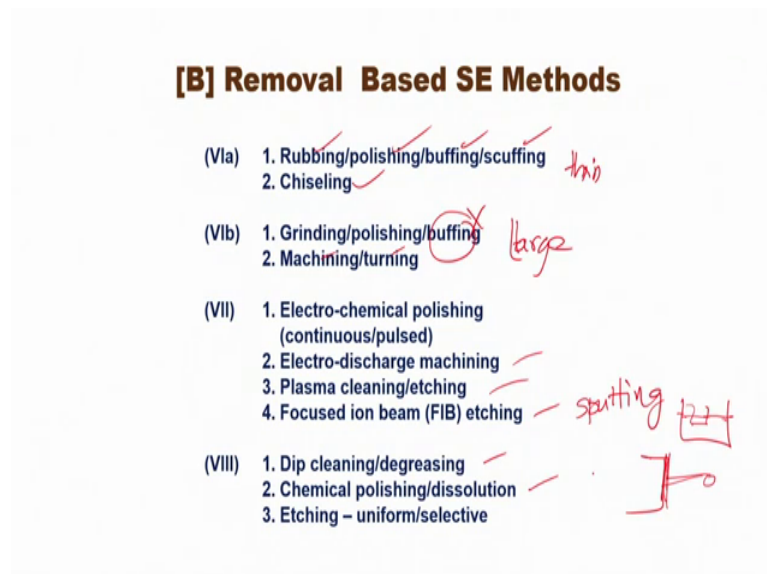 [B] Removal Based SE Methods
(VIa) 1. Rubbing/polishing/buffing/scuffing
thin
2. Chiseling
(VIb) 1. Grinding/polishing/buffing
large
2. Machining/turning
(VII) 1. Electro-chemical polishing
(continuous/pulsed)
2. Electro-discharge machining
3. Plasma cleaning/etching
4. Focused ion beam (FIB) etching
sputting
(VIII) 1. Dip cleaning/degreasing
2. Chemical polishing/dissolution
3. Etching – uniform/selective